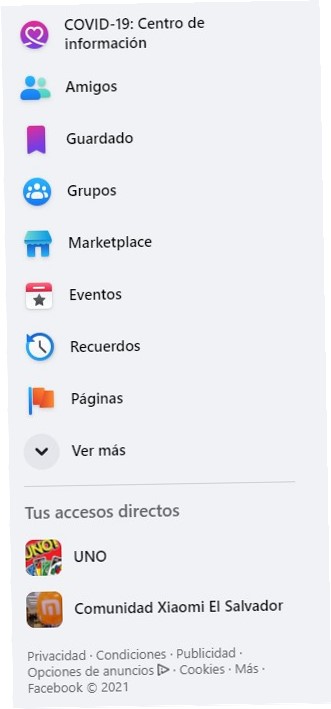 COVID-19: Centro de
información
Amigos
Guardado
Grupos
Marketplace
Eventos
Recuerdos
Páginas
Ver más
Tus accesos directos
UNO!
UNO
Comunidad Xiaomi El Salvador
Privacidad · Condiciones · Publicidad ·
Opciones de anuncios · Cookies · Más ·
Facebook © 2021